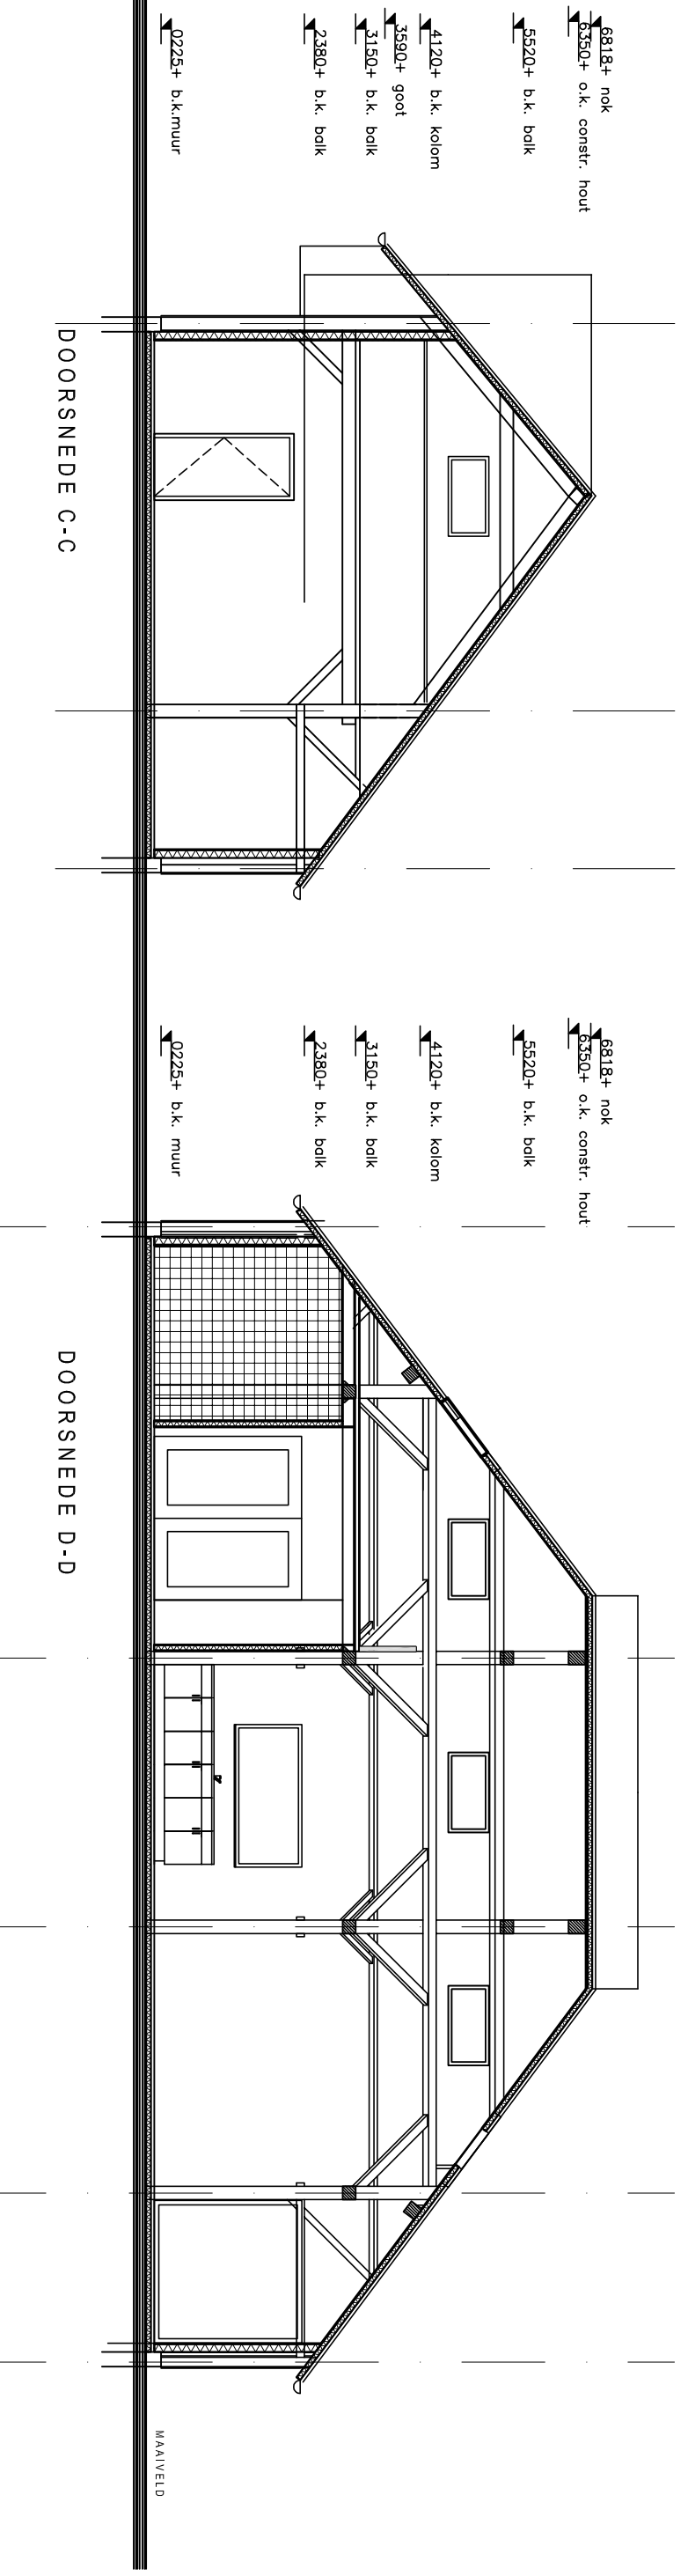 6818+ nok
6350+ o.k. constr. hout
5520+ b.k. balk
4120+ b.k. kolom
3590+ goot
3150+ b.k. balk
2380+ b.k. balk
0225+ b.k.muur
DOORSNEDE C-C
6818+ nok
6350+ o.k. constr. hout
5520+ b.k. balk
4120+ b.k. kolom
3150+ b.k. balk
2380+ b.k. balk
0225+ b.k. muur
DOORSNEDE D-D
MAAIVELD